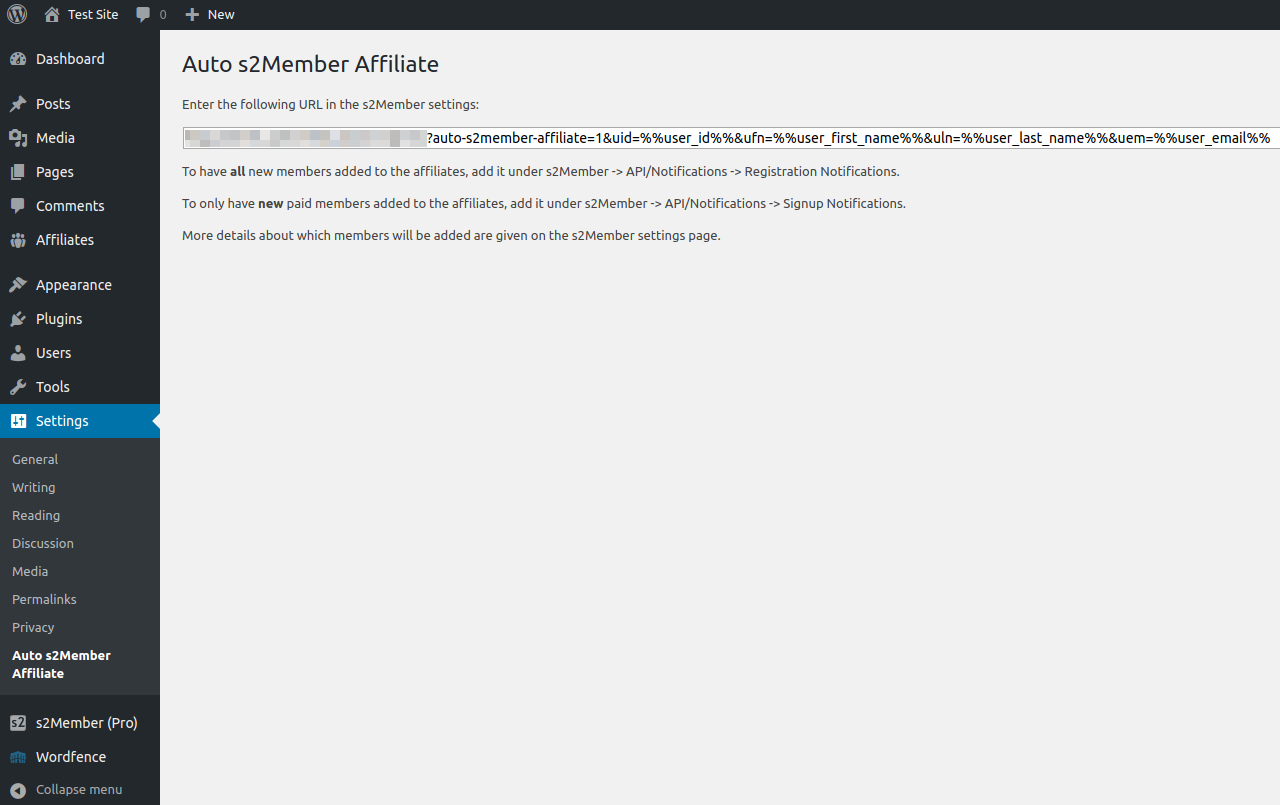 Test Site
0
New
Dashboard
Posts
Media
Pages
Comments
Affiliates
Appearance
Plugins
Users
Tools
Settings
General
Writing
Reading
Discussion
Media
Permalinks
Privacy
Auto s2Member
Affiliate
s2
s2Member (Pro)
Wordfence
Collapse menu
Auto s2Member Affiliate
Enter the following URL in the s2Member settings:
?auto-s2member-affiliate=1&uid=%%user_id%%&ufn=%%user_first_name%%&uln=%%user_last_name%%&uem=%%user_email%%
To have all new members added to the affiliates, add it under s2Member -> API/Notifications -> Registration Notifications.
To only have new paid members added to the affiliates, add it under s2Member -> API/Notifications -> Signup Notifications.
More details about which members will be added are given on the s2Member settings page.